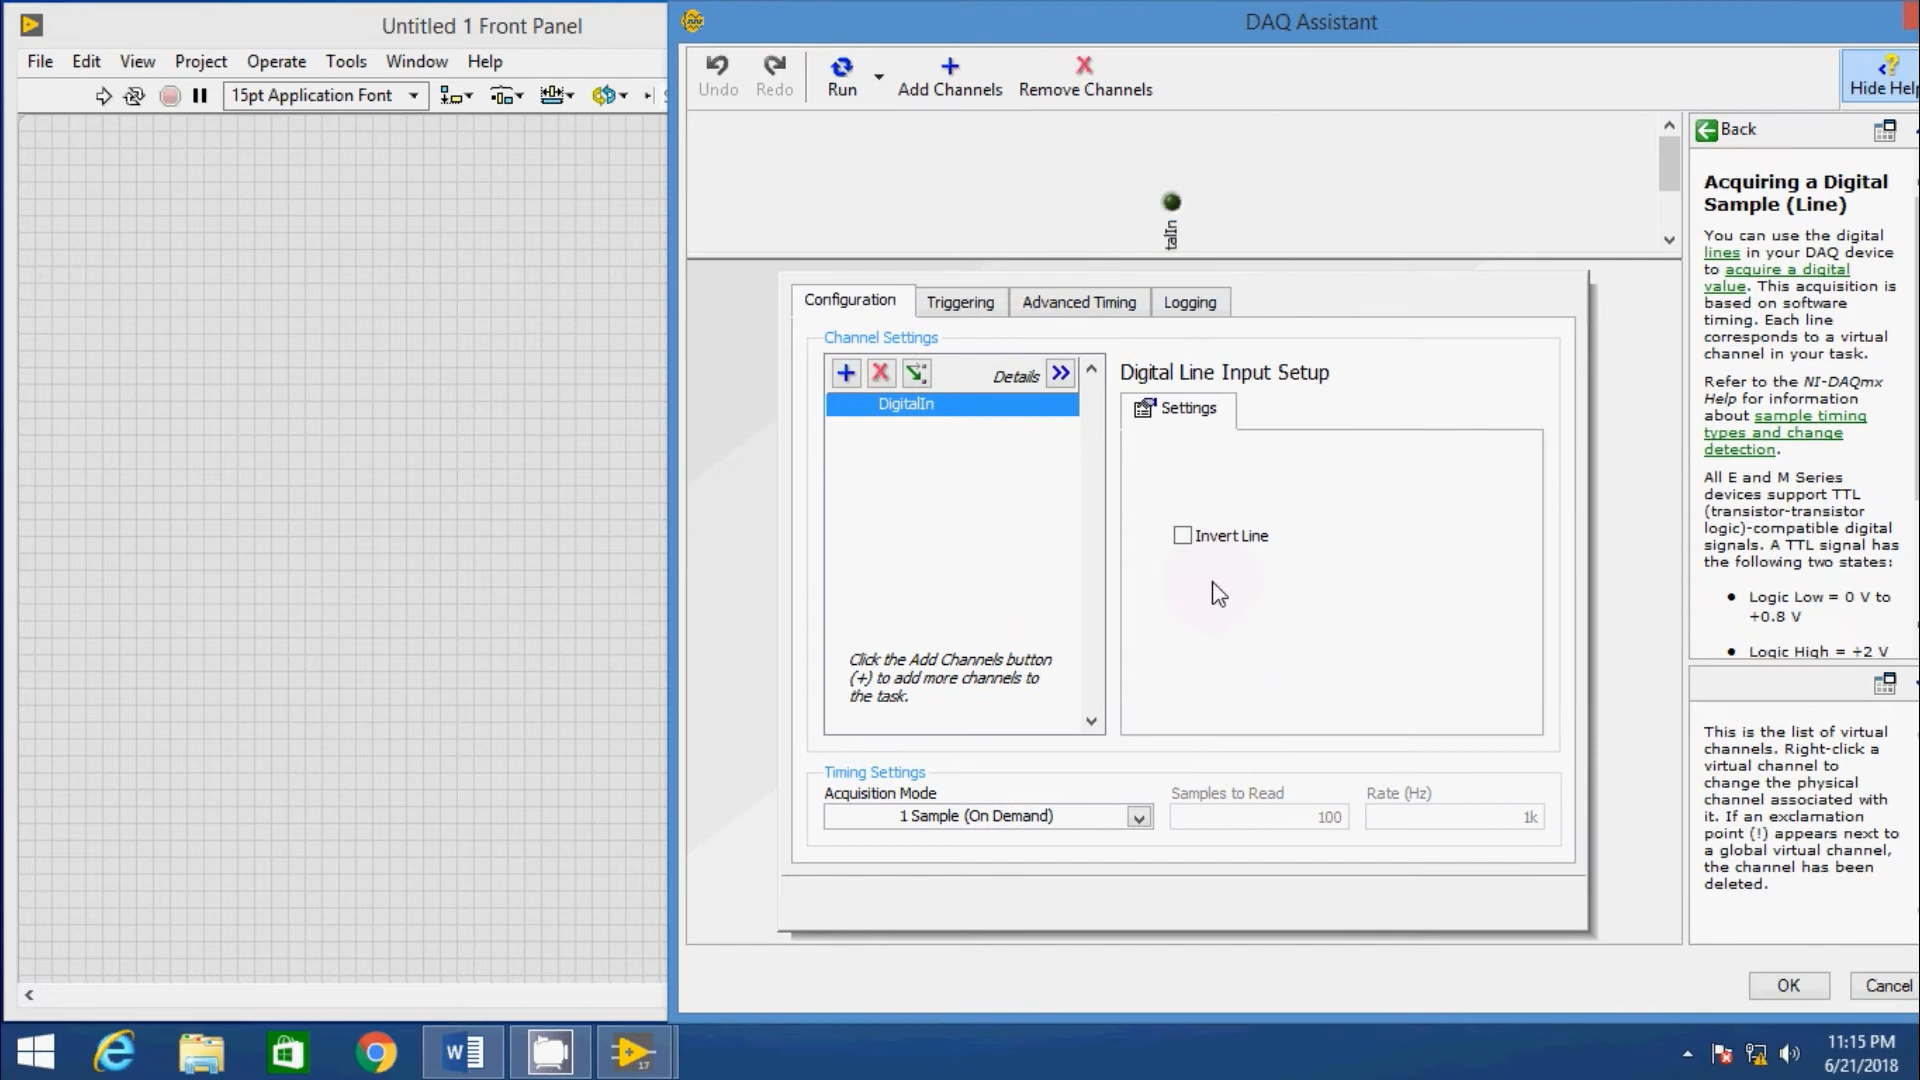 Untitled 1 Front Panel
File Edit View Project Operate Tools Window Help
15pt Application Font
DAQ Assistant
Undo Redo Run Add Channels Remove Channels
Hide Help
talIn
Configuration Triggering Advanced Timing Logging
Channel Settings
Details
DigitalIn
Click the Add Channels button
(+) to add more channels to
the task.
Digital Line Input Setup
Settings
Invert Line
Timing Settings
Acquisition Mode Samples to Read Rate (Hz)
1 Sample (On Demand) 100 1k
Back
Acquiring a Digital
Sample (Line)
You can use the digital
lines in your DAQ device
to acquire a digital
value. This acquisition is
based on software
timing. Each line
corresponds to a virtual
channel in your task.
Refer to the NI-DAQmx
Help for information
about sample timing
types and change
detection.
All E and M Series
devices support TTL
(transistor-transistor
logic)-compatible digital
signals. A TTL signal has
the following two states:
• Logic Low = 0 V to
+0.8 V
• Logic High = +2 V
This is the list of virtual
channels. Right-click a
virtual channel to
change the physical
channel associated with
it. If an exclamation
point (!) appears next to
a global virtual channel,
the channel has been
deleted.
OK Cancel
17
11:15 PM
6/21/2018